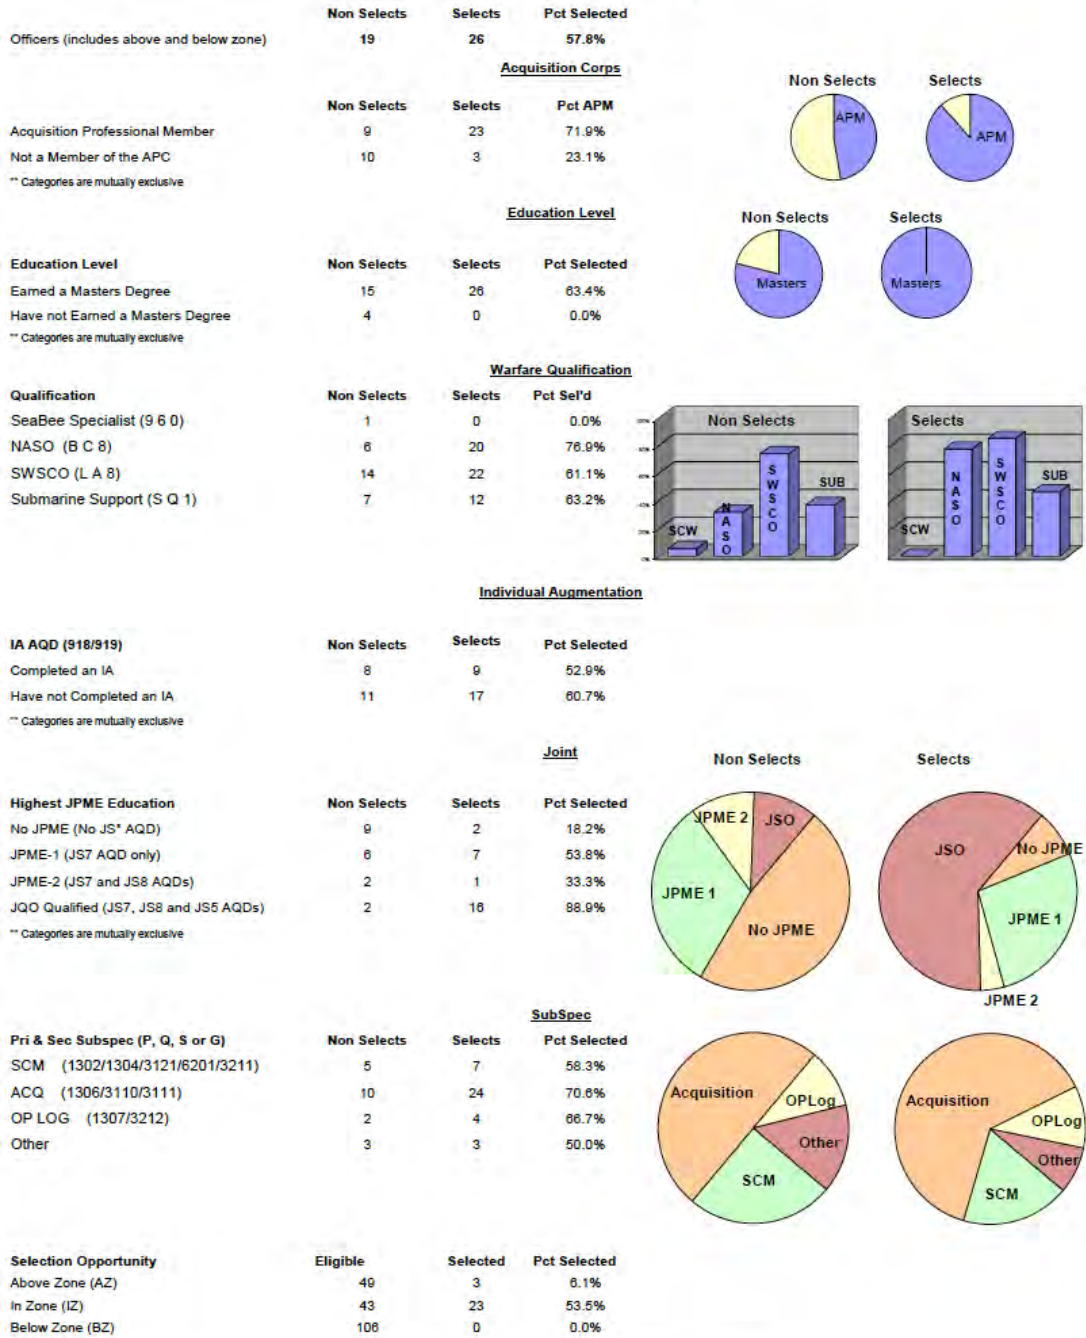 Non Selects Selects Pct Selected
Officers (includes above and below zone) 19 26 57.8%
Acquisition Corps
Non Selects Selects
Non Selects Selects Pct APM
APM APM
Acquisition Professional Member 9 23 71.9%
Not a Member of the APC 10 3 23.1%
** Categories are mutually exclusive
Education Level
Non Selects Selects
Education Level Non Selects Selects Pct Selected
Masters Masters
Earned a Masters Degree 15 26 63.4%
Have not Earned a Masters Degree 4 0 0.0%
** Categories are mutually exclusive
Warfare Qualification
Qualification Non Selects Selects Pct Sel'd
SeaBee Specialist (9 6 0) 1 0 0.0%
NASO (B C 8) 6 20 76.9%
SWSCO (L A 8) 14 22 61.1%
Submarine Support (S Q 1) 7 12 63.2%
Non Selects
SCW NASO SWSCO SUB
Selects
SCW NASO SWSCO SUB
Individual Augmentation
IA AQD (918/919) Non Selects Selects Pct Selected
Completed an IA 8 9 52.9%
Have not Completed an IA 11 17 60.7%
** Categories are mutually exclusive
Joint
Non Selects Selects
Highest JPME Education Non Selects Selects Pct Selected
No JPME (No JS* AQD) 9 2 18.2%
JPME-1 (JS7 AQD only) 6 7 53.8%
JPME-2 (JS7 and JS8 AQDs) 2 1 33.3%
JQO Qualified (JS7, JS8 and JS5 AQDs) 2 16 88.9%
** Categories are mutually exclusive
JPME 2 JSO
JPME 1
No JPME
JSO No JPME
JPME 1
JPME 2
SubSpec
Pri & Sec Subspec (P, Q, S or G) Non Selects Selects Pct Selected
SCM (1302/1304/3121/6201/3211) 5 7 58.3%
ACQ (1306/3110/3111) 10 24 70.6%
OP LOG (1307/3212) 2 4 66.7%
Other 3 3 50.0%
Acquisition OPLog
Other
SCM
Acquisition
OPLog
Other
SCM
Selection Opportunity Eligible Selected Pct Selected
Above Zone (AZ) 49 3 6.1%
In Zone (IZ) 43 23 53.5%
Below Zone (BZ) 106 0 0.0%